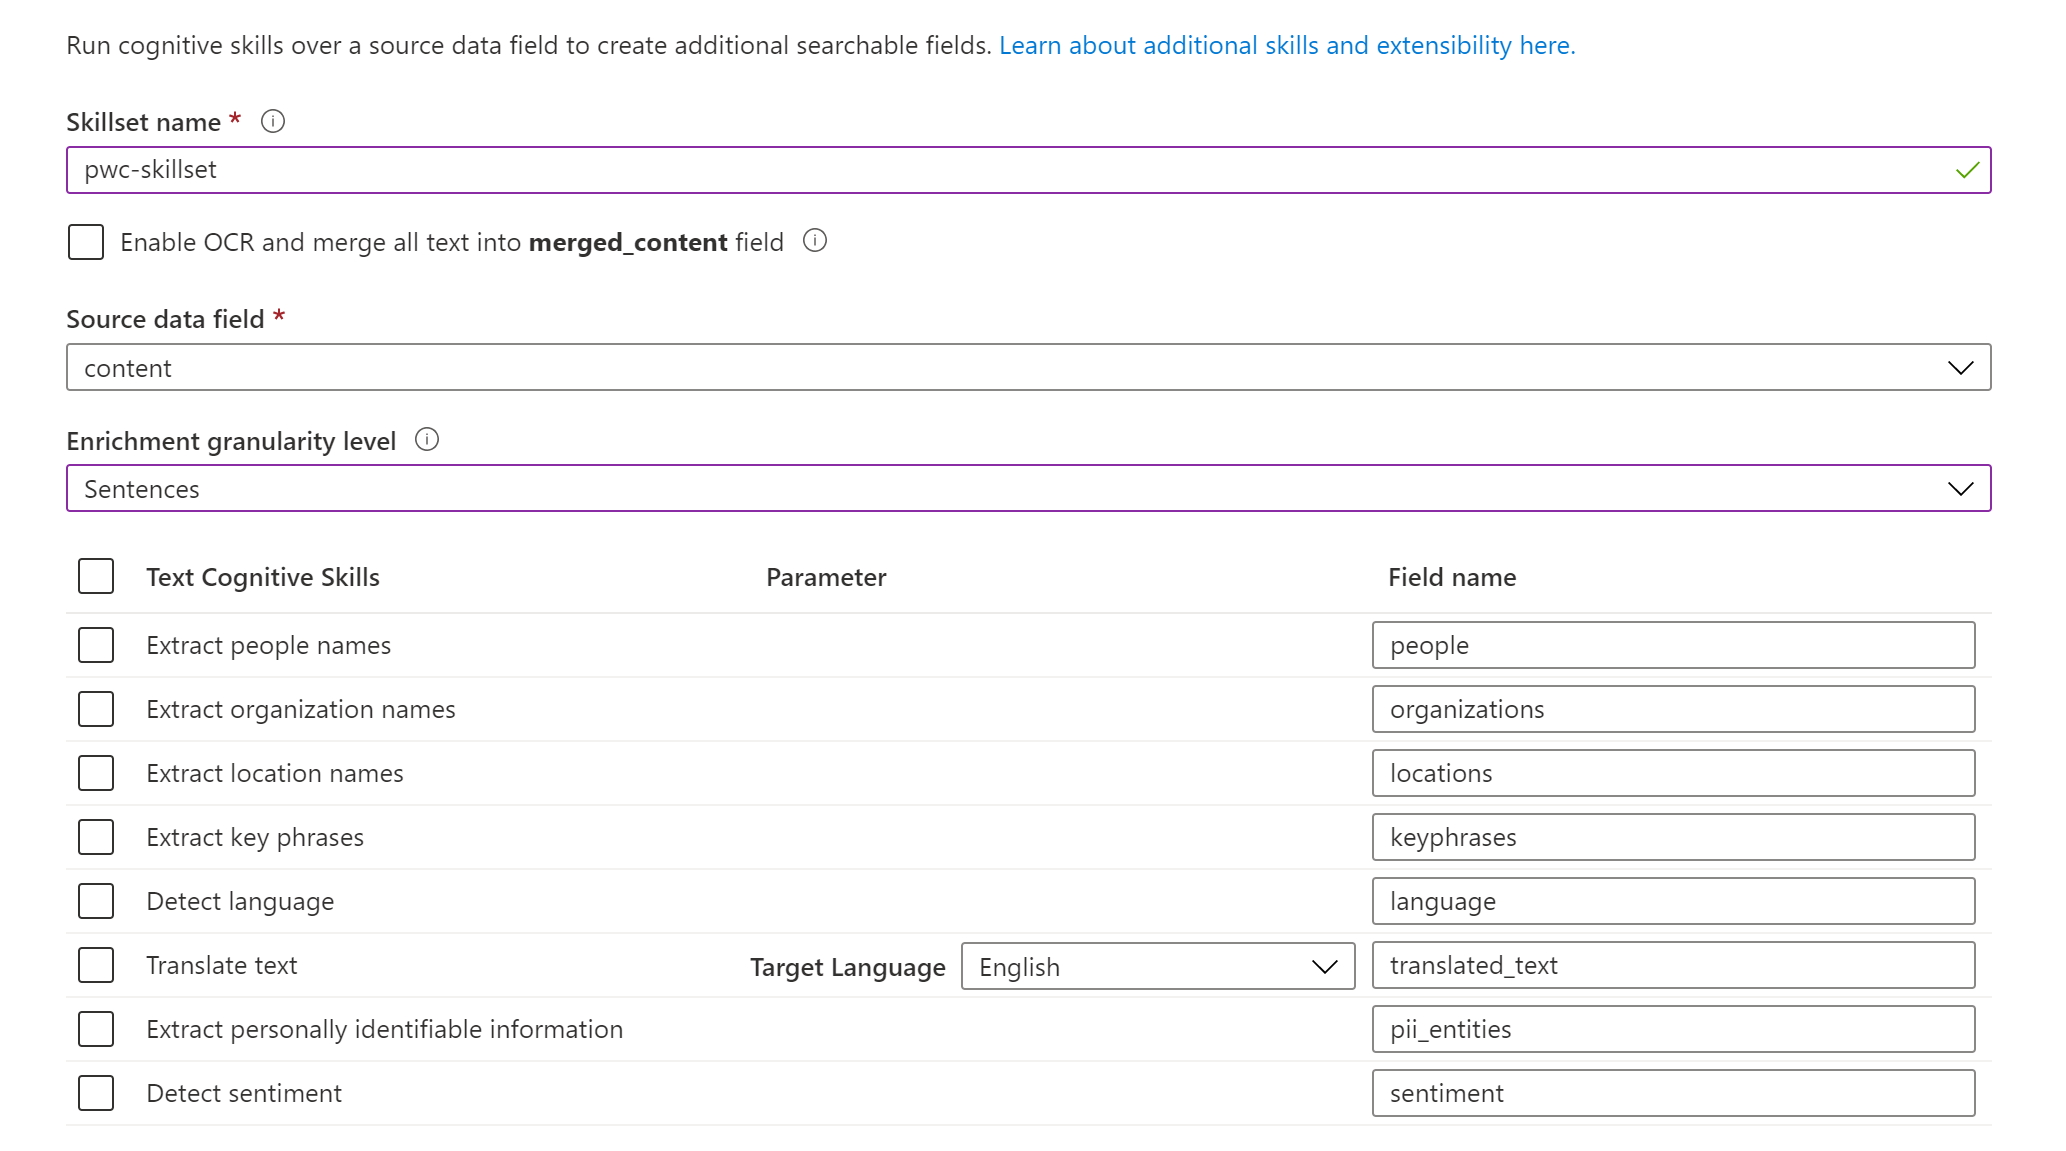 Run cognitive skills over a source data field to create additional searchable fields. Learn about additional skills and extensibility here.
Skillset name *
pwc-skillset
Enable OCR and merge all text into merged_content field
Source data field *
content
Enrichment granularity level
Sentences
Text Cognitive Skills Parameter Field name
Extract people names people
Extract organization names organizations
Extract location names locations
Extract key phrases keyphrases
Detect language language
Translate text Target Language English translated_text
Extract personally identifiable information pii_entities
Detect sentiment sentiment